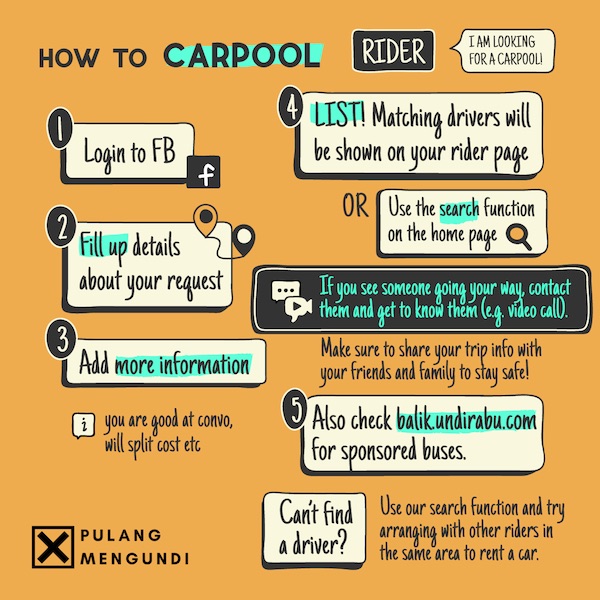 HOW TO CARPOOL
RIDER
I AM LOOKING
FOR A CARPOOL!
1
Login to FB
f
2
Fill up details
about your request
3
Add more information
i
you are good at convo,
will split cost etc
4
LIST! Matching drivers will
be shown on your rider page
OR
Use the search function
on the home page
If you see someone going your way, contact
them and get to know them (e.g. video call).
Make sure to share your trip info with
your friends and family to stay safe!
5
Also check balik.undirabu.com
for sponsored buses.
Can't find
a driver?
Use our search function and try
arranging with other riders in
the same area to rent a car.
PULANG
MENGUNDI